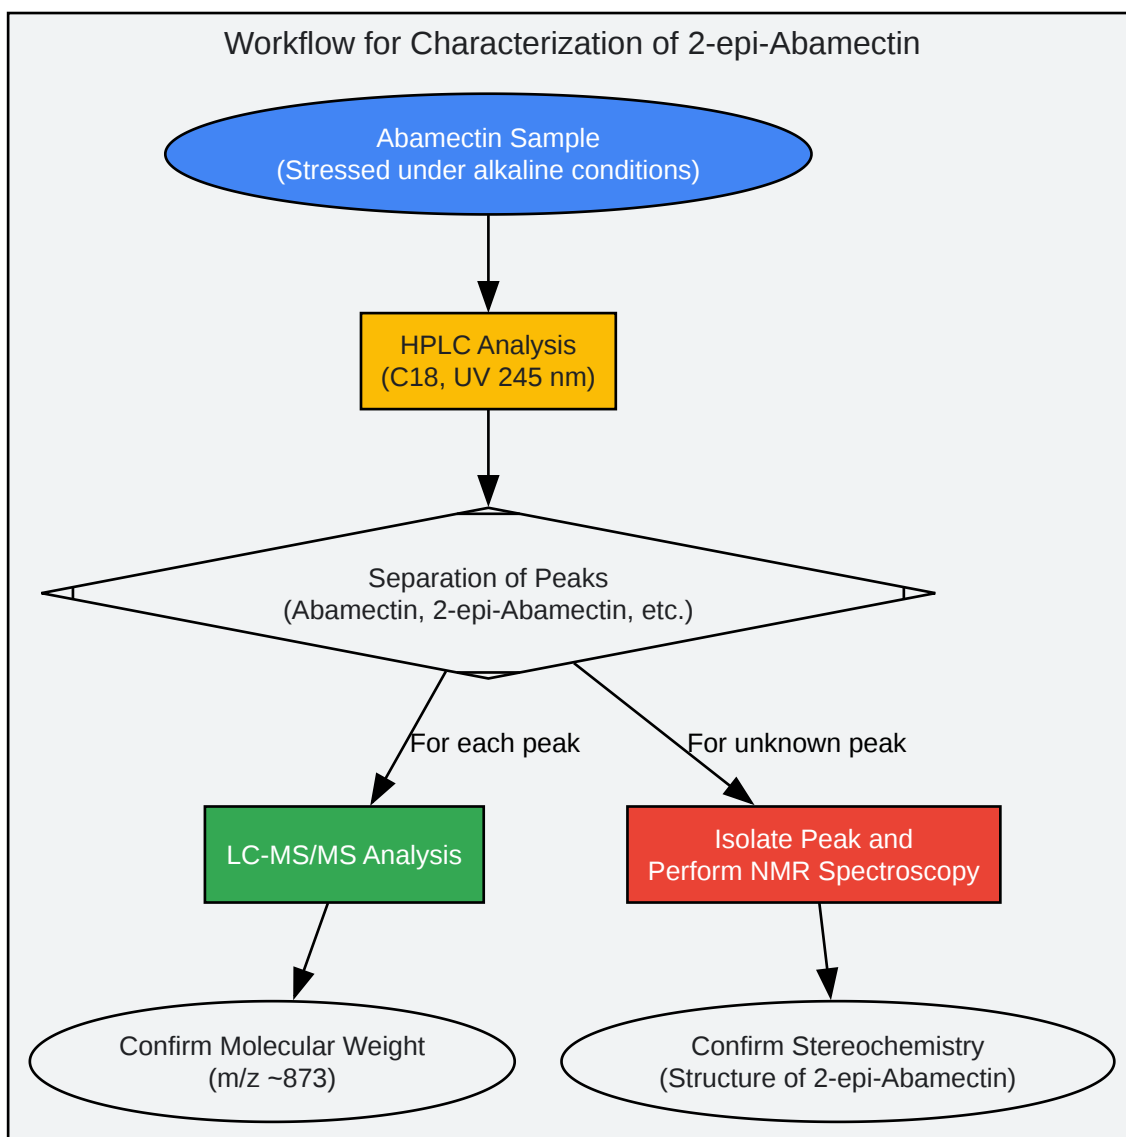 Workflow for Characterization of 2-epi-Abamectin
Abamectin Sample
(Stressed under alkaline conditions)
HPLC Analysis
(C18, UV 245 nm)
Separation of Peaks
(Abamectin, 2-epi-Abamectin, etc.)
For each peak
For unknown peak
LC-MS/MS Analysis
Isolate Peak and
Perform NMR Spectroscopy
Confirm Molecular Weight
(m/z ~873)
Confirm Stereochemistry
(Structure of 2-epi-Abamectin)